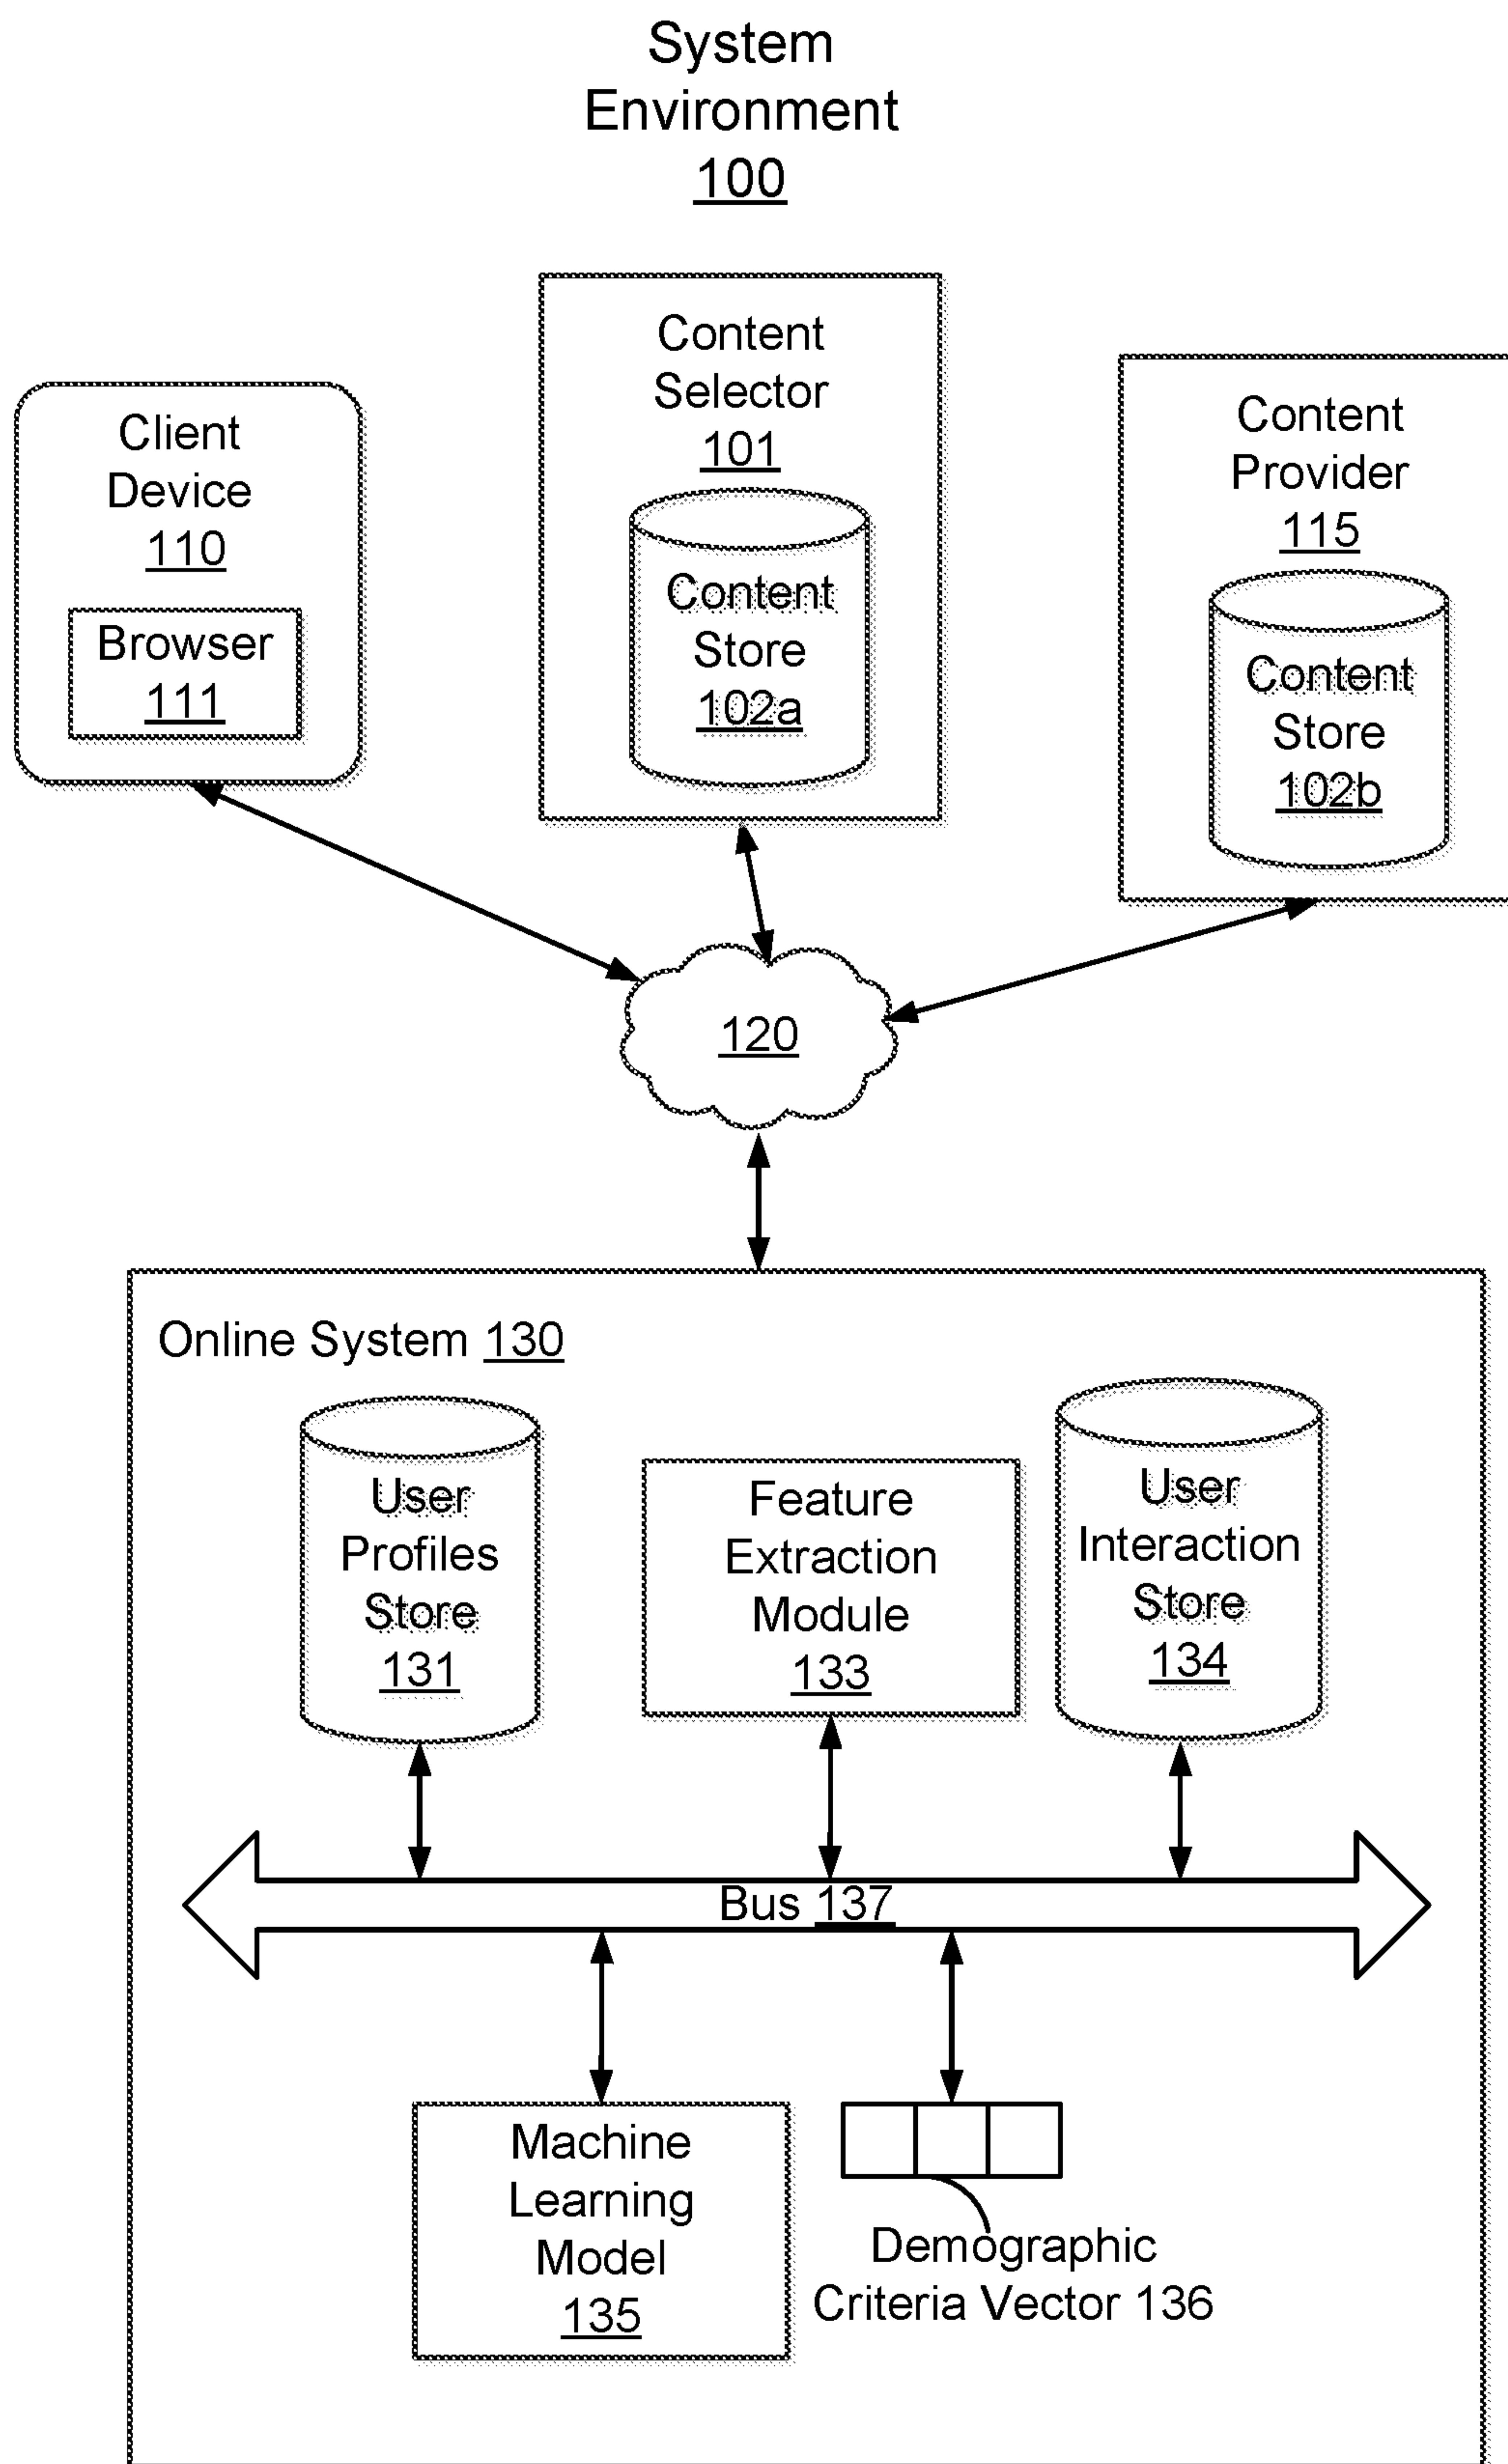 System
Environment
100
Content
Selector
101
Content
Store
102a
Client
Device
110
Browser
111
Content
Provider
115
Content
Store
102b
120
Online System 130
User
Profiles
Store
131
Feature
Extraction
Module
133
User
Interaction
Store
134
Bus 137
Machine
Learning
Model
135
Demographic
Criteria Vector 136